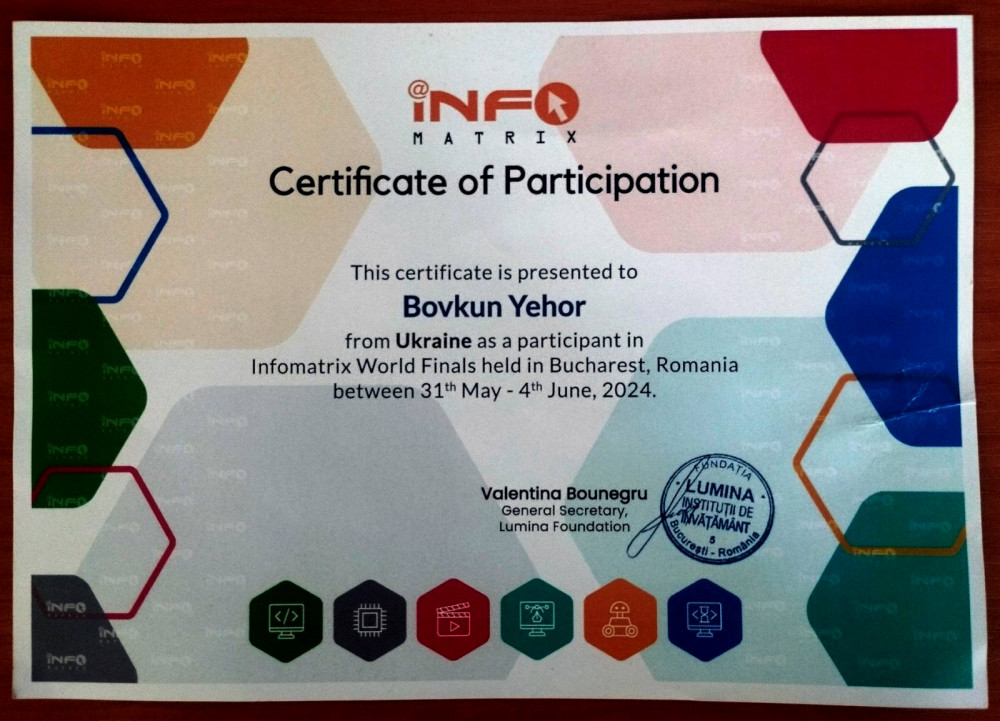 @INFO
MATRIX
Certificate of Participation
This certificate is presented to
Bovkun Yehor
from Ukraine as a participant in
Infomatrix World Finals held in Bucharest, Romania
between 31th May - 4th June, 2024.
Valentina Bounegru
General Secretary,
Lumina Foundation
FUNDAȚIA
LUMINA
INSTITUȚII DE
ÎNVĂȚĂMÂNT
5
București - România